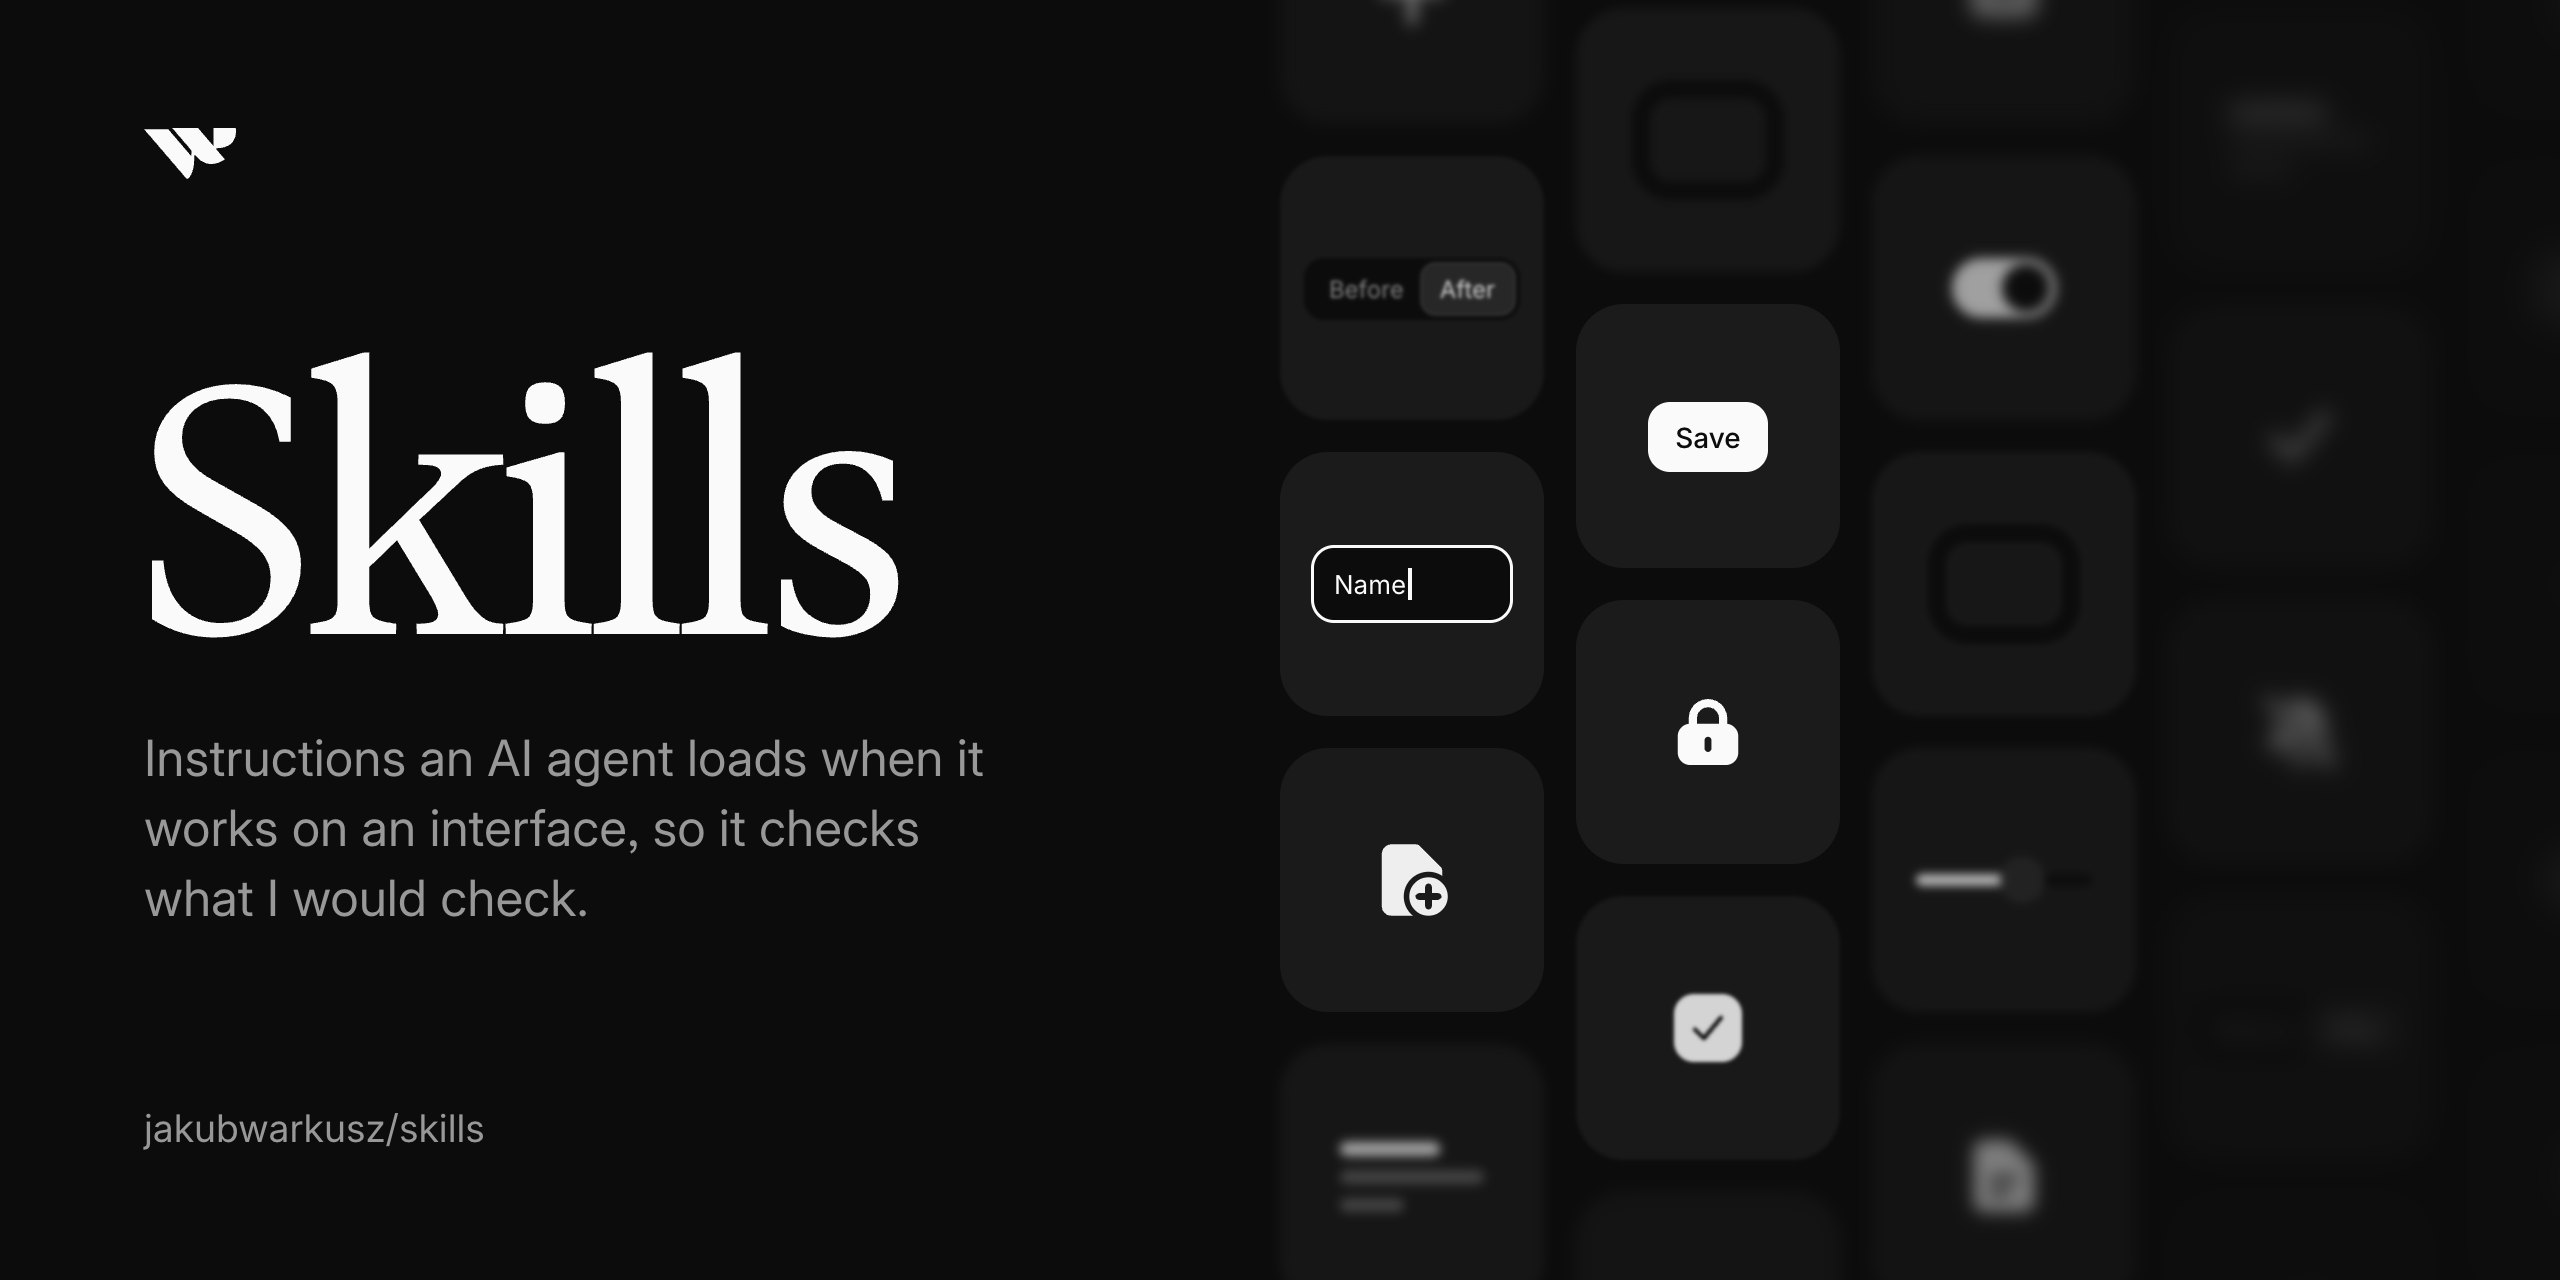 Skills
Instructions an AI agent loads when it
works on an interface, so it checks
what I would check.
jakubwarkusz/skills
Before After
Save
Name